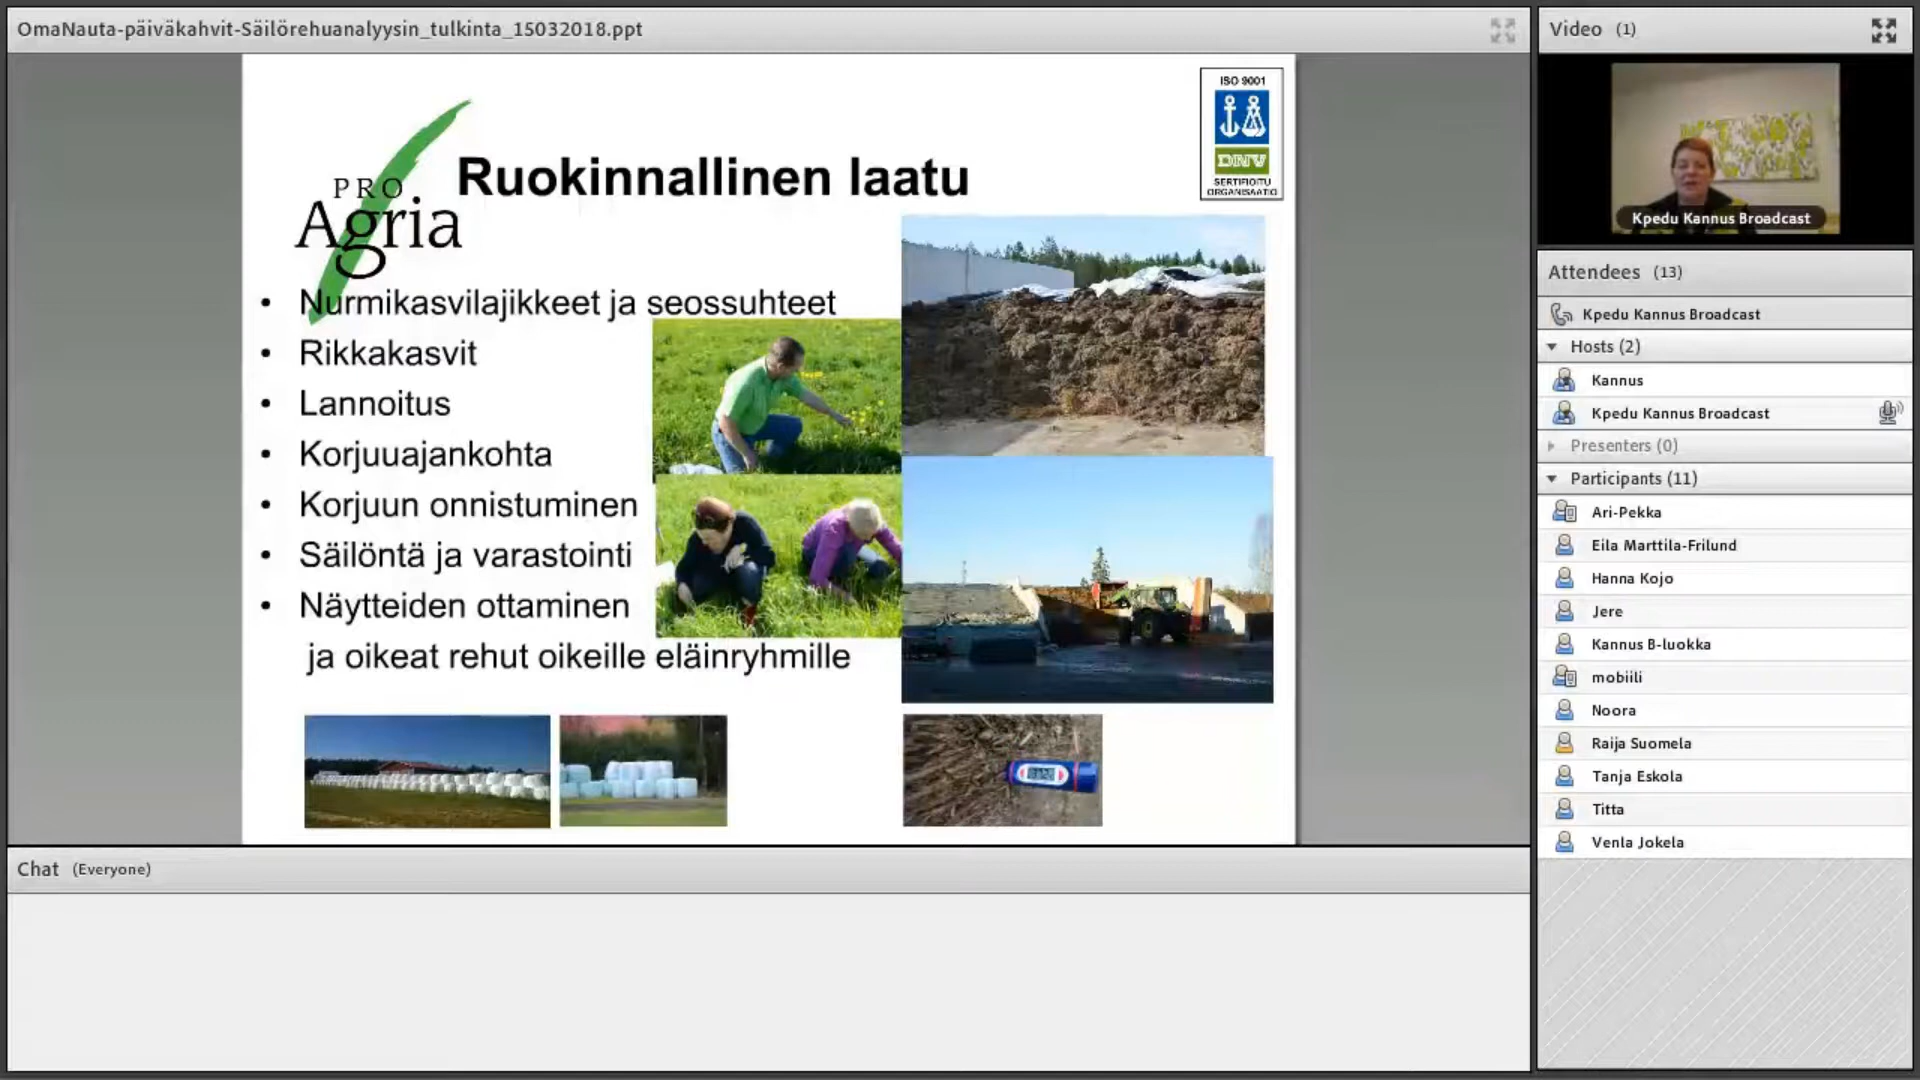 OmaNauta-päiväkahvit-Säilörehuanalyysin_tulkinta_15032018.ppt
PRO
Agria
Ruokinnallinen laatu
ISO 9001
DNV
SERTIFIOITU
ORGANISAATIO
• Nurmikasvilajikkeet ja seossuhteet
• Rikkakasvit
• Lannoitus
• Korjuuajankohta
• Korjuun onnistuminen
• Säilöntä ja varastointi
• Näytteiden ottaminen
ja oikeat rehut oikeille eläinryhmille
Chat (Everyone)
Video (1)
Kpedu Kannus Broadcast
Attendees (13)
Kpedu Kannus Broadcast
Hosts (2)
Kannus
Kpedu Kannus Broadcast
Presenters (0)
Participants (11)
Ari-Pekka
Eila Marttila-Frilund
Hanna Kojo
Jere
Kannus B-luokka
mobiili
Noora
Raija Suomela
Tanja Eskola
Titta
Venla Jokela